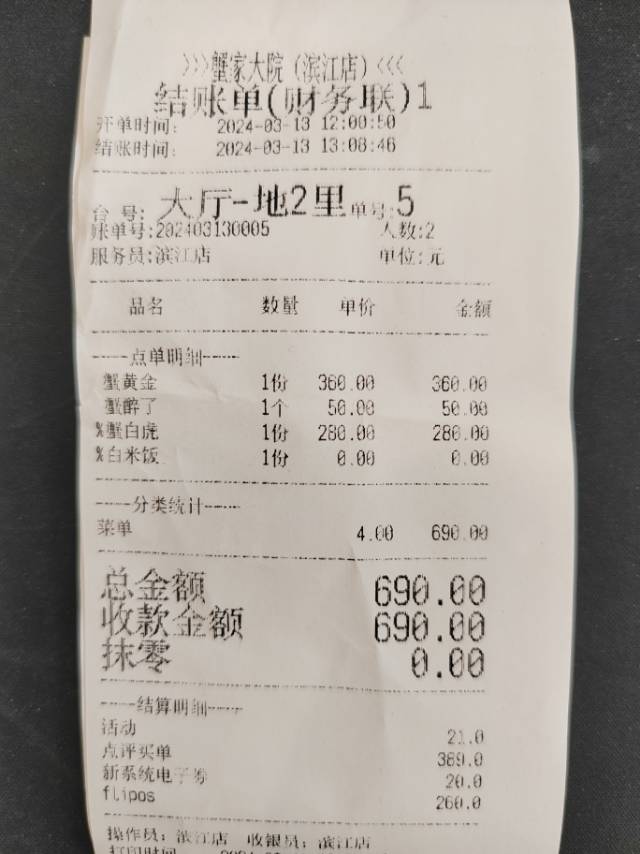 >>>蟹家大院(滨江店)<<<
结账单(财务联)1
开单时间: 2024-03-13 12:00:50
结账时间: 2024-03-13 13:08:46
台 号: 大厅-地2里 单号:5
账单号:202403130005 人数:2
服务员:滨江店 单位:元
品名 数量 单价 金额
-----点单明细-----
蟹黄金 1份 360.00 360.00
蟹醉了 1个 50.00 50.00
%蟹白虎 1份 280.00 280.00
%白米饭 1份 0.00 0.00
-----分类统计-----
菜单 4.00 690.00
总金额 690.00
收款金额 690.00
抹零 0.00
-----结算明细-----
活动 21.0
点评买单 389.0
新系统电子券 20.0
flipos 260.0
操作员: 滨江店 收银员: 滨江店
打印时间